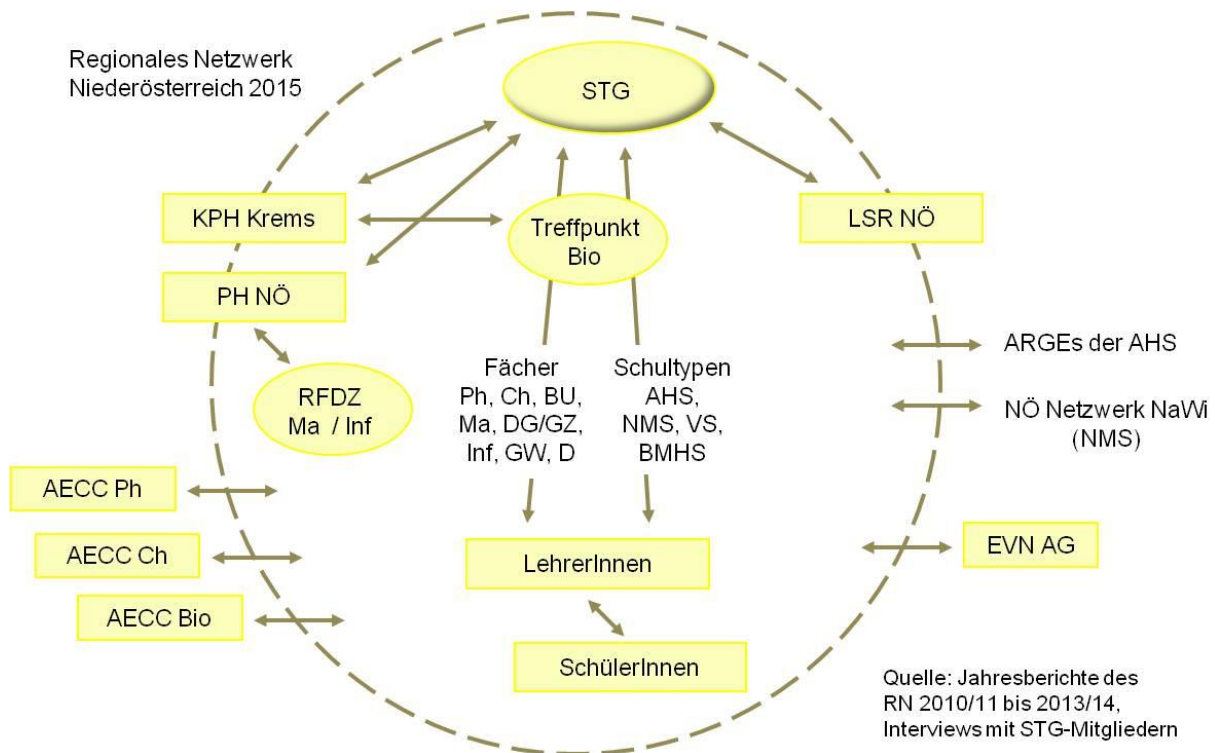 Regionales Netzwerk
Niederösterreich 2015
STG
KPH Krems
Treffpunkt
Bio
LSR NÖ
PH NÖ
RFDZ
Ma / Inf
Fächer
Ph, Ch, BU,
Ma, DG/GZ,
Inf, GW, D
Schultypen
AHS,
NMS, VS,
BMHS
ARGEs der AHS
NÖ Netzwerk NaWi
(NMS)
AECC Ph
AECC Ch
AECC Bio
LehrerInnen
EVN AG
SchülerInnen
Quelle: Jahresberichte des
RN 2010/11 bis 2013/14,
Interviews mit STG-Mitgliedern